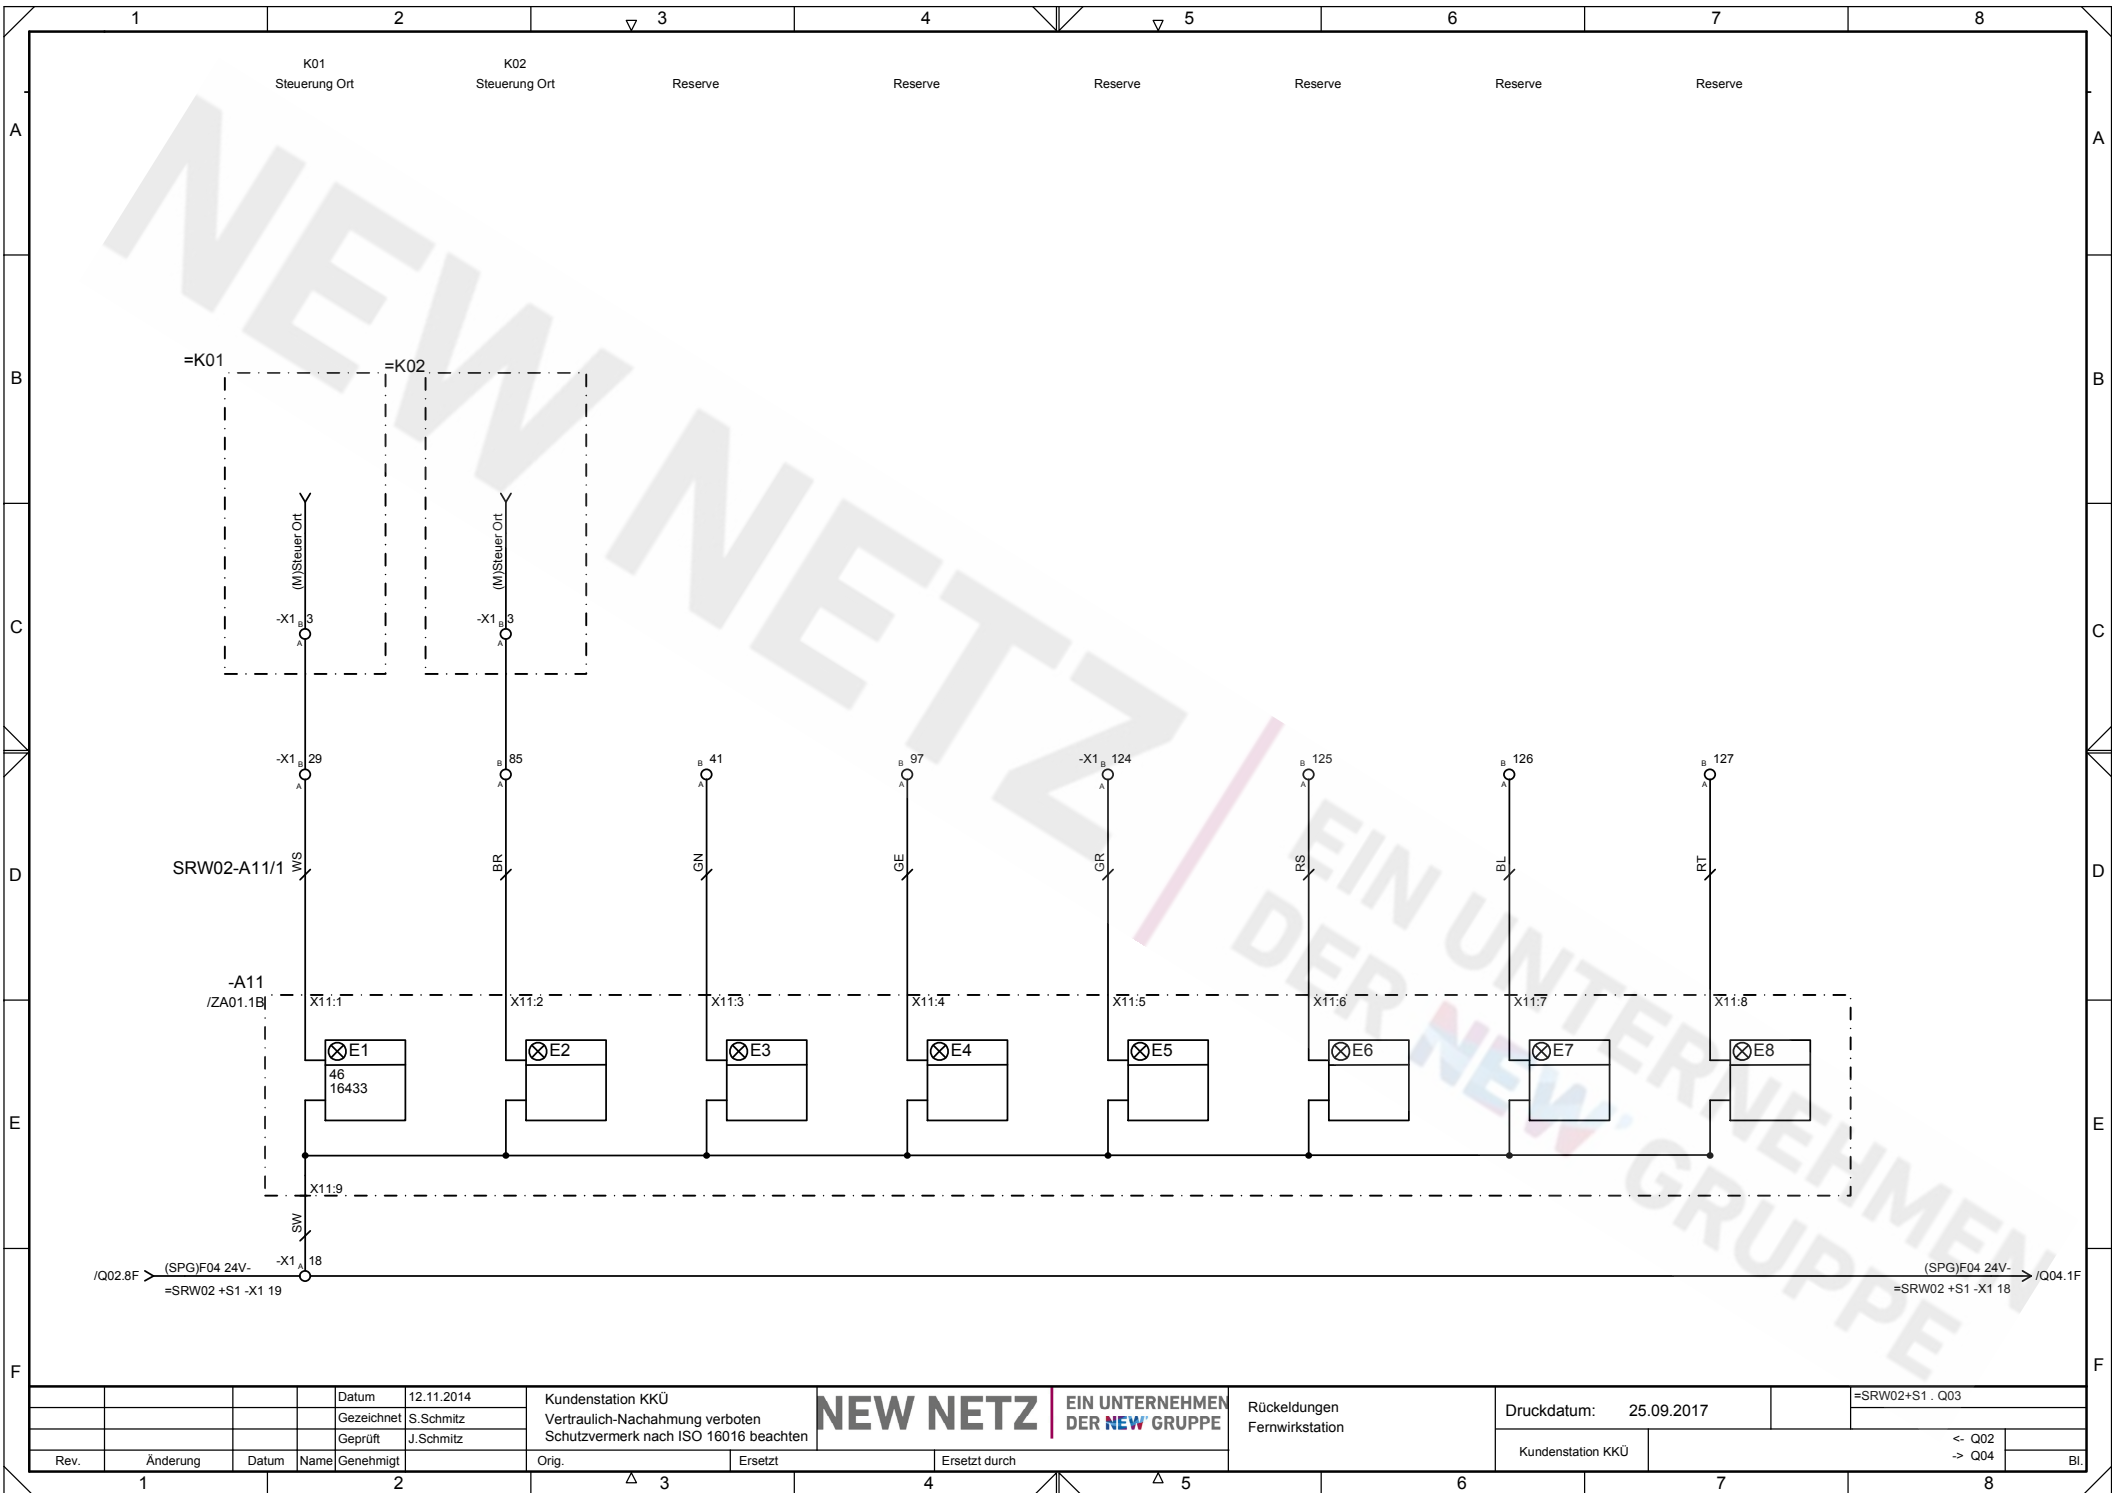 1 2 3 4 5 6 7 8
K01 K02
Steuerung Ort Steuerung Ort Reserve Reserve Reserve Reserve Reserve Reserve
A A
NEW NETZ
EIN UNTERNEHMEN
DER NEW' GRUPPE
B B
=K01 =K02
(M)Steuer Ort (M)Steuer Ort
-X1 B 3 -X1 B 3
A A
C C
-X1 B 29 B 85 B 41 B 97 -X1 B 124 B 125 B 126 B 127
A A A A A A A A
D D
SRW02-A11/1 WS BR GN GE GR RS BL RT
-A11
/ZA01.1B X11:1 X11:2 X11:3 X11:4 X11:5 X11:6 X11:7 X11:8
E1 E2 E3 E4 E5 E6 E7 E8
46
16433
E E
X11:9
SW
-X1 A 18
/Q02.8F (SPG)F04 24V- (SPG)F04 24V- /Q04.1F
=SRW02 +S1 -X1 19 =SRW02 +S1 -X1 18
F F
Datum 12.11.2014
Gezeichnet S.Schmitz
Geprüft J.Schmitz
Rev. Änderung Datum Name Genehmigt
Kundenstation KKÜ
Vertraulich-Nachahmung verboten
Schutzvermerk nach ISO 16016 beachten
Orig. Ersetzt Ersetzt durch
NEW NETZ
EIN UNTERNEHMEN
DER NEW' GRUPPE
Rückeldungen
Fernwirkstation
Druckdatum: 25.09.2017
Kundenstation KKÜ
=SRW02+S1 . Q03
<- Q02
-> Q04
Bl.
1 2 3 4 5 6 7 8